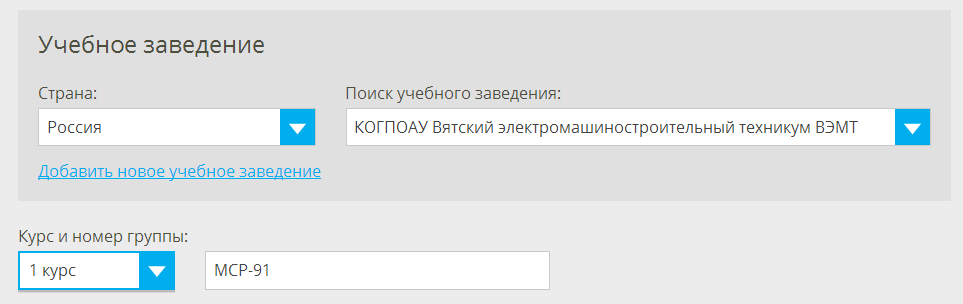 Учебное заведение
Страна:
Поиск учебного заведения:
Россия
КОГПОАУ Вятский электромашиностроительный техникум ВЭМТ
Добавить новое учебное заведение
Курс и номер группы:
1 курс
МСР-91